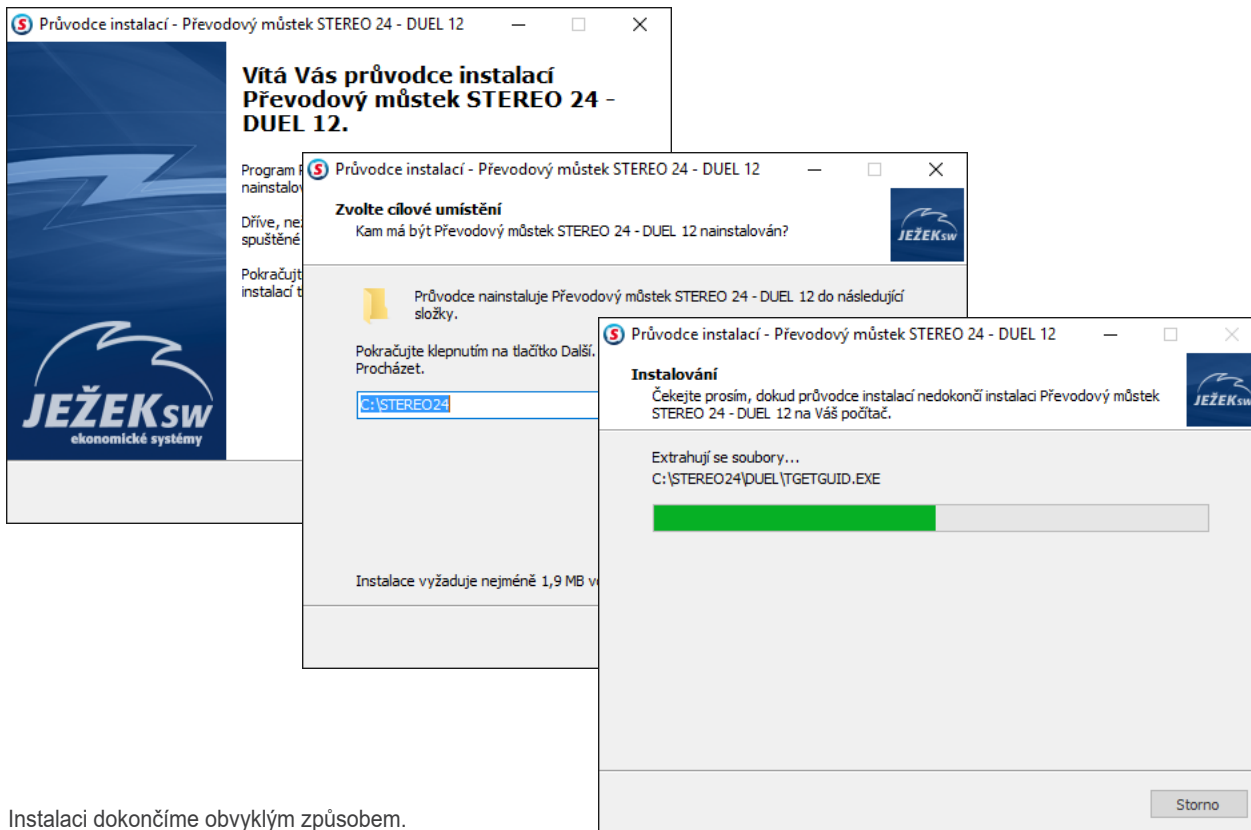 Průvodce instalací - Převodový můstek STEREO 24 - DUEL 12
Vítá Vás průvodce instalací
Převodový můstek STEREO 24 -
DUEL 12.
Program
Dříve,
spuštěné
Pokračujt
instalací
JEŽEKSW
ekonomické systémy
Průvodce instalací - Převodový můstek STEREO 24 - DUEL 12
Zvolte cílové umístění
Kam má být Převodový můstek STEREO 24 - DUEL 12 nainstalován?
JEŽEKSW
Průvodce nainstaluje Převodový můstek STEREO 24 - DUEL 12 do následující
složky.
Pokračujte klepnutím na tlačítko Další.
Procházet.
C:\STEREO24
Instalace vyžaduje nejméně 1,9 MB
Průvodce instalací - Převodový můstek STEREO 24 - DUEL 12
Instalování
Čekejte prosím, dokud průvodce instalací nedokončí instalaci Převodový můstek
STEREO 24 - DUEL 12 na Váš počítač.
JEŽEKSW
Extrahují se soubory...
C:\STEREO24\DUEL\TGETGUID.EXE
Storno
Instalaci dokončíme obvyklým způsobem.